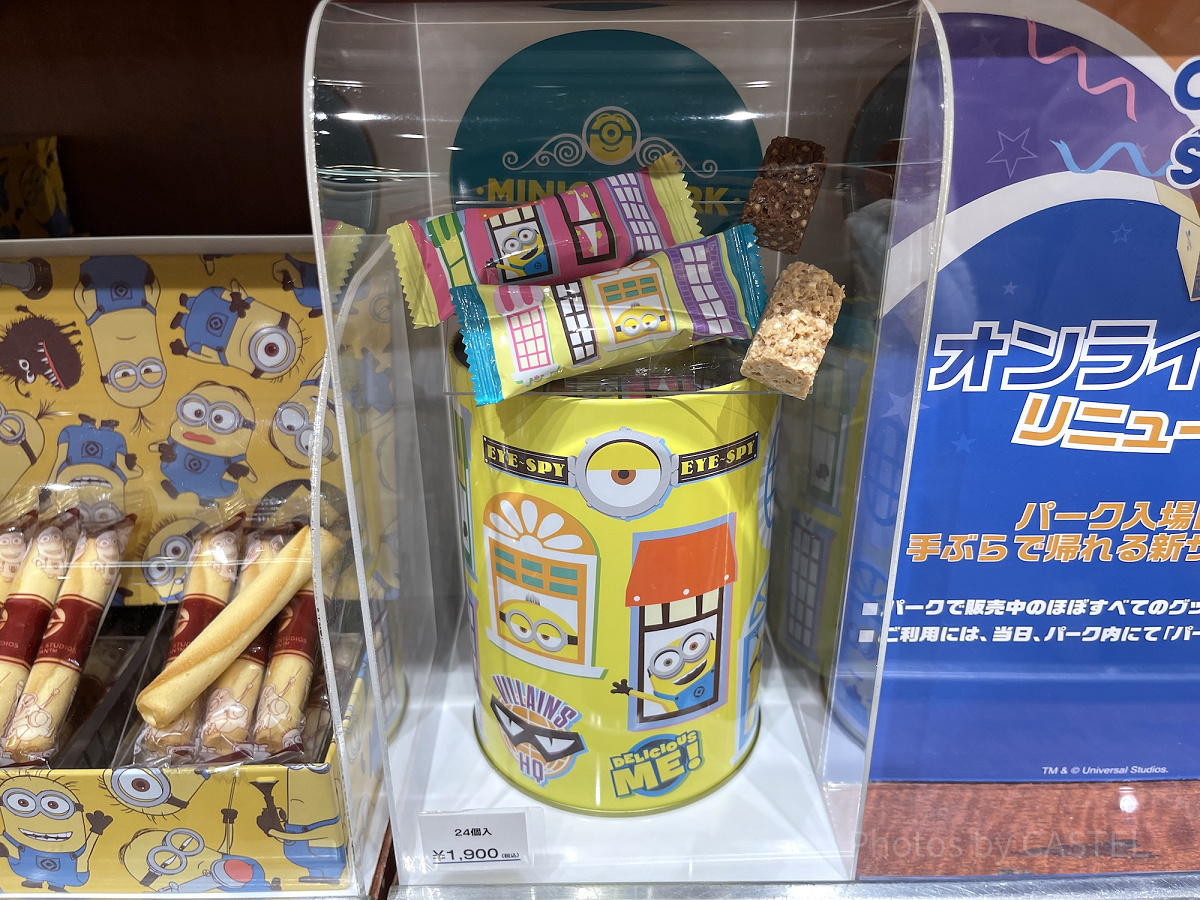 EYE-SPY EYE-SPY
VILLAINS
HQ
DELICIOUS
ME!
24個入
¥1,900(税込)
オンライ
リニュー
パーク入場
手ぶらで帰れる新
パークで販売中のほぼすべてのグッ
ご利用には、当日、パーク内にて「パー
TM & © Universal Studios.
Photos by CASTEL